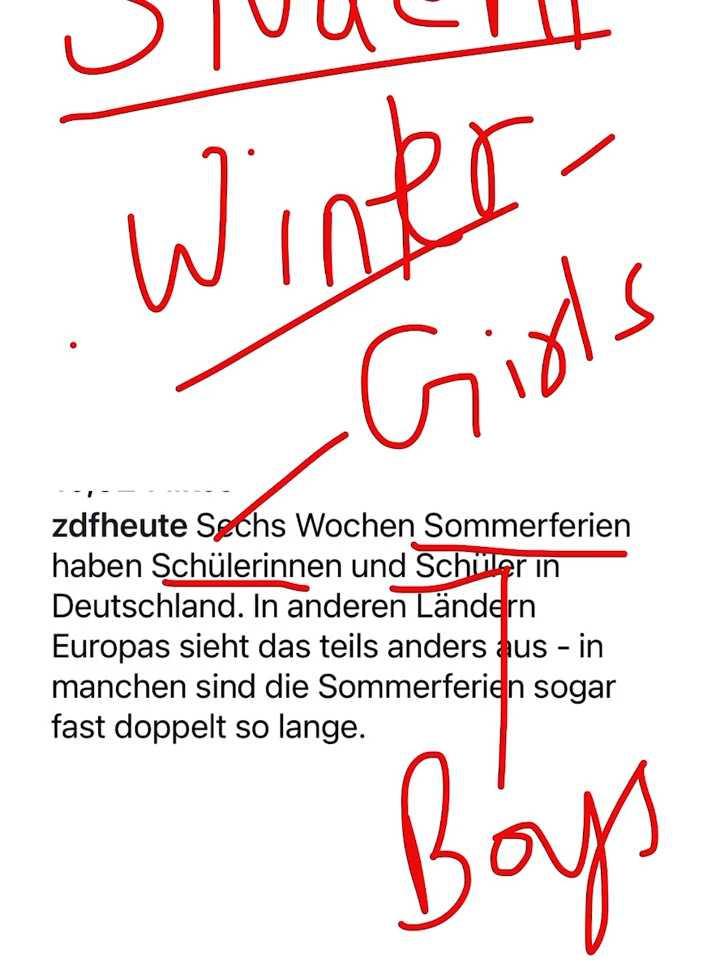 Student
Winter -
Girls
zdfheute Sechs Wochen Sommerferien
haben Schülerinnen und Schüler in
Deutschland. In anderen Ländern
Europas sieht das teils anders aus - in
manchen sind die Sommerferien sogar
fast doppelt so lange.
Boys